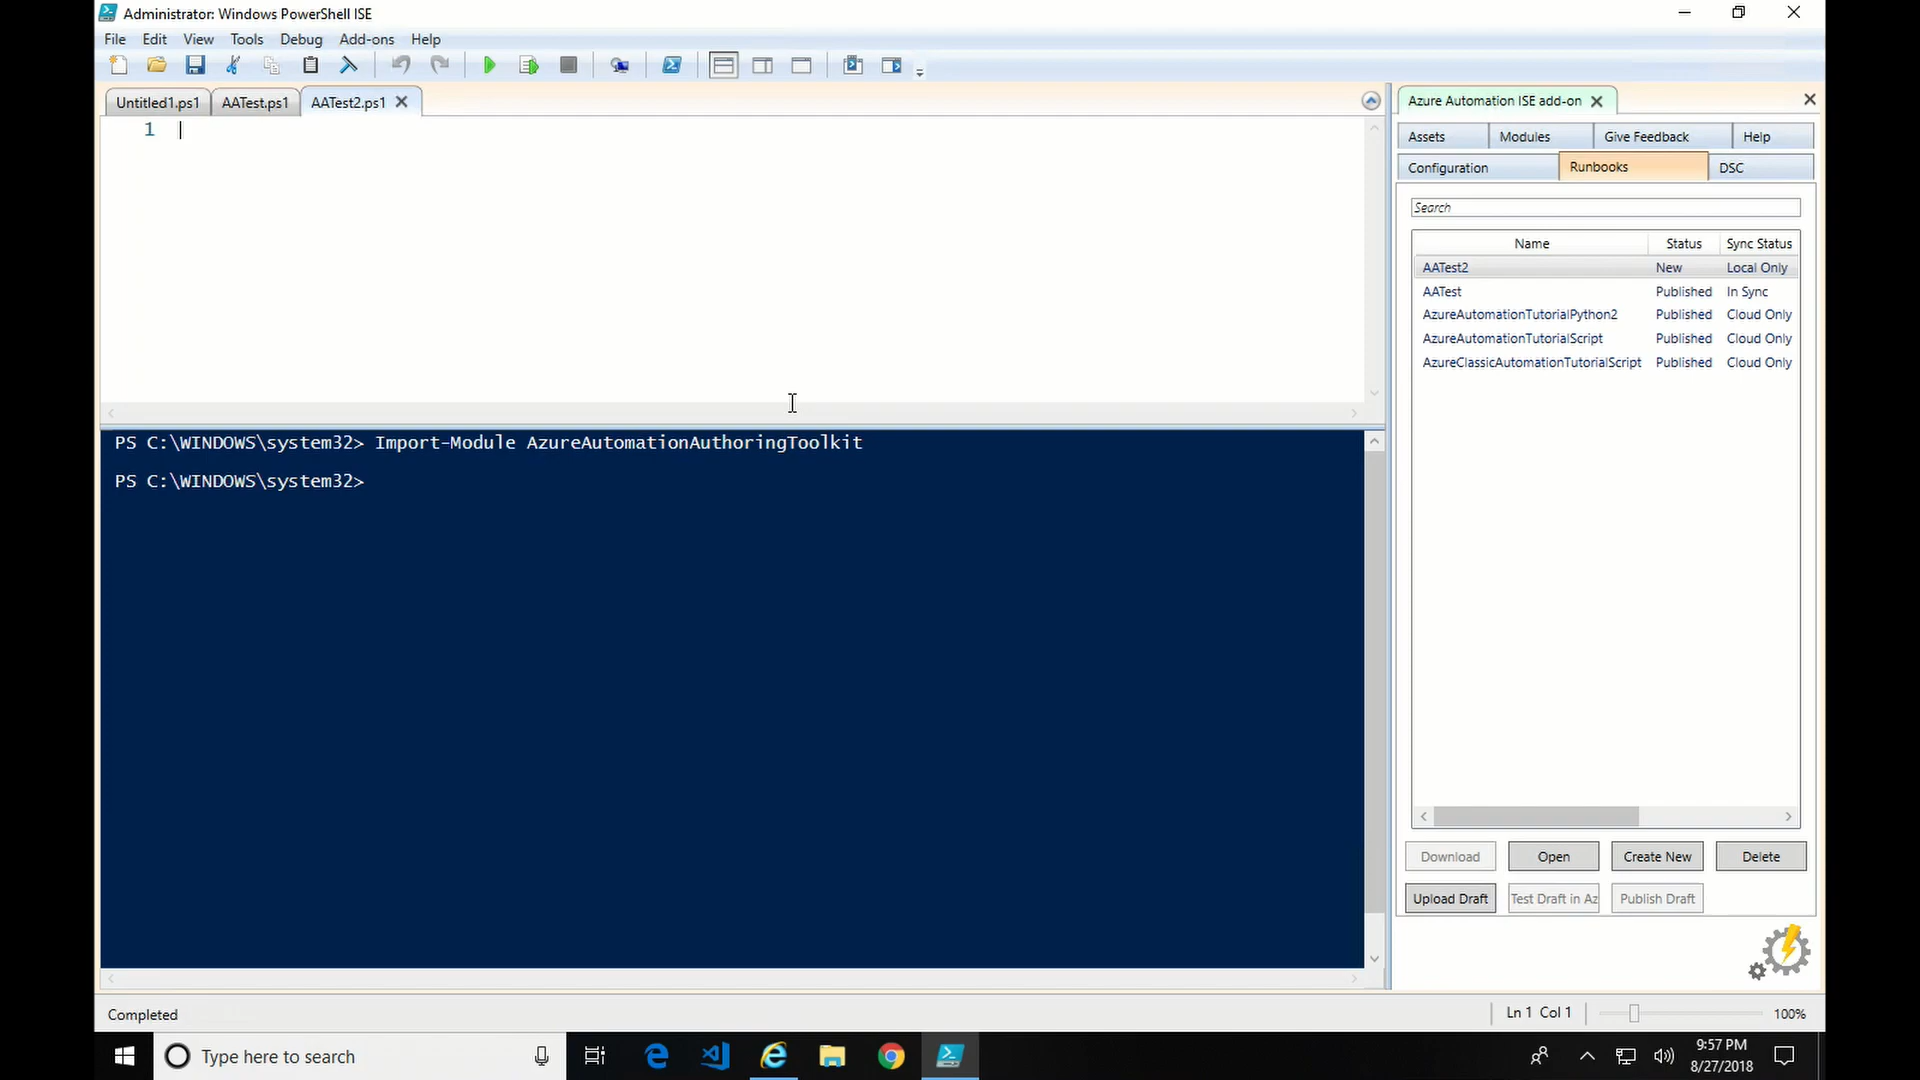 Administrator: Windows PowerShell ISE
File Edit View Tools Debug Add-ons Help
Untitled1.ps1 AATest.ps1 AATest2.ps1
1
PS C:\WINDOWS\system32> Import-Module AzureAutomationAuthoringToolkit
PS C:\WINDOWS\system32>
Azure Automation ISE add-on
Assets Modules Give Feedback Help
Configuration Runbooks DSC
Search
Name Status Sync Status
AATest2 New Local Only
AATest Published In Sync
AzureAutomationTutorialPython2 Published Cloud Only
AzureAutomationTutorialScript Published Cloud Only
AzureClassicAutomationTutorialScript Published Cloud Only
Download Open Create New Delete
Upload Draft Test Draft in Az Publish Draft
Completed Ln 1 Col 1 100%
Type here to search
9:57 PM
8/27/2018